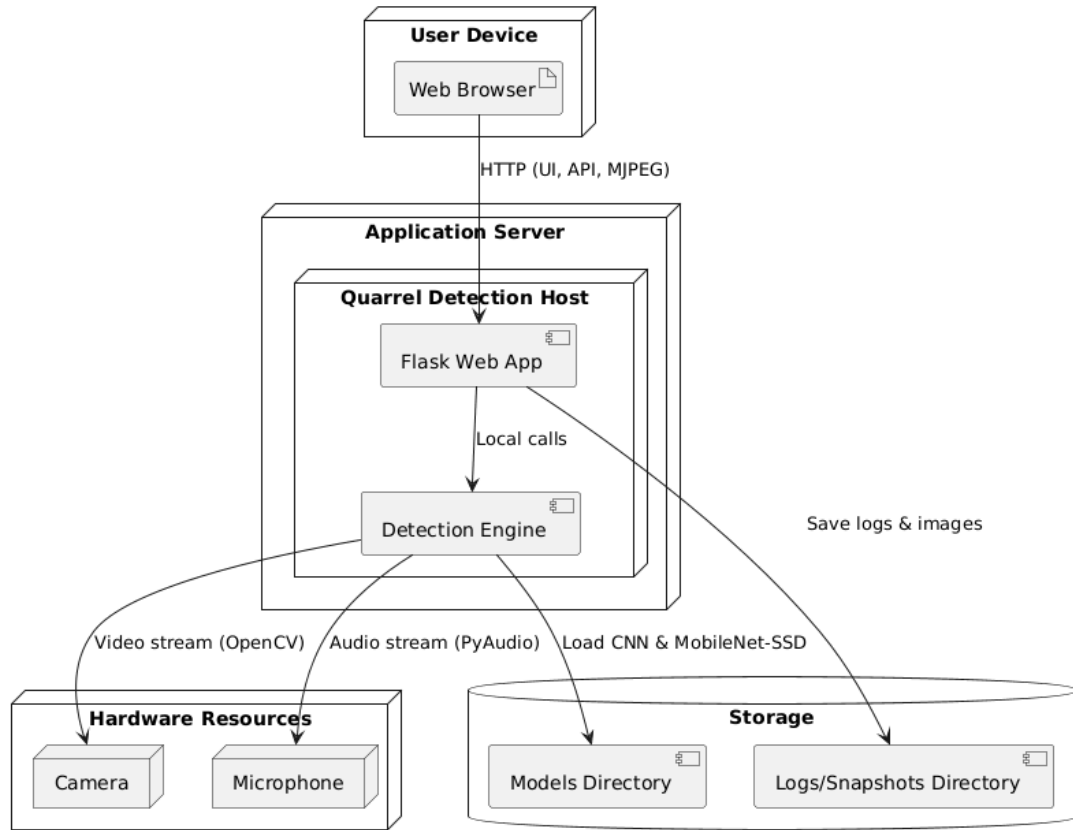 User Device
Web Browser
HTTP (UI, API, MJPEG)
Application Server
Quarrel Detection Host
Flask Web App
Local calls
Detection Engine
Save logs & images
Video stream (OpenCV)
Audio stream (PyAudio)
Load CNN & MobileNet-SSD
Hardware Resources
Storage
Camera
Microphone
Models Directory
Logs/Snapshots Directory